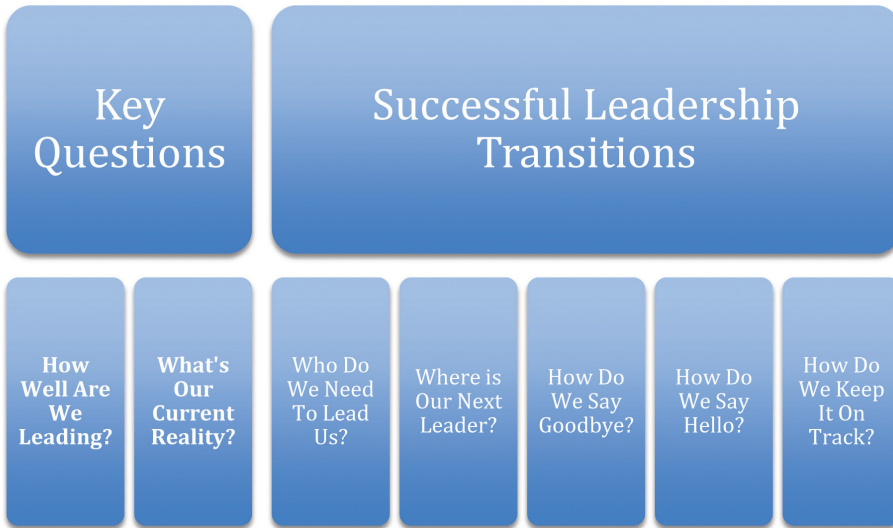 Key
Questions
Successful Leadership
Transitions
How
Well Are
We
Leading?
What's
Our
Current
Reality?
Who Do
We Need
To Lead
Us?
Where is
Our Next
Leader?
How Do
We Say
Goodbye?
How Do
We Say
Hello?
How Do
We Keep
It On
Track?